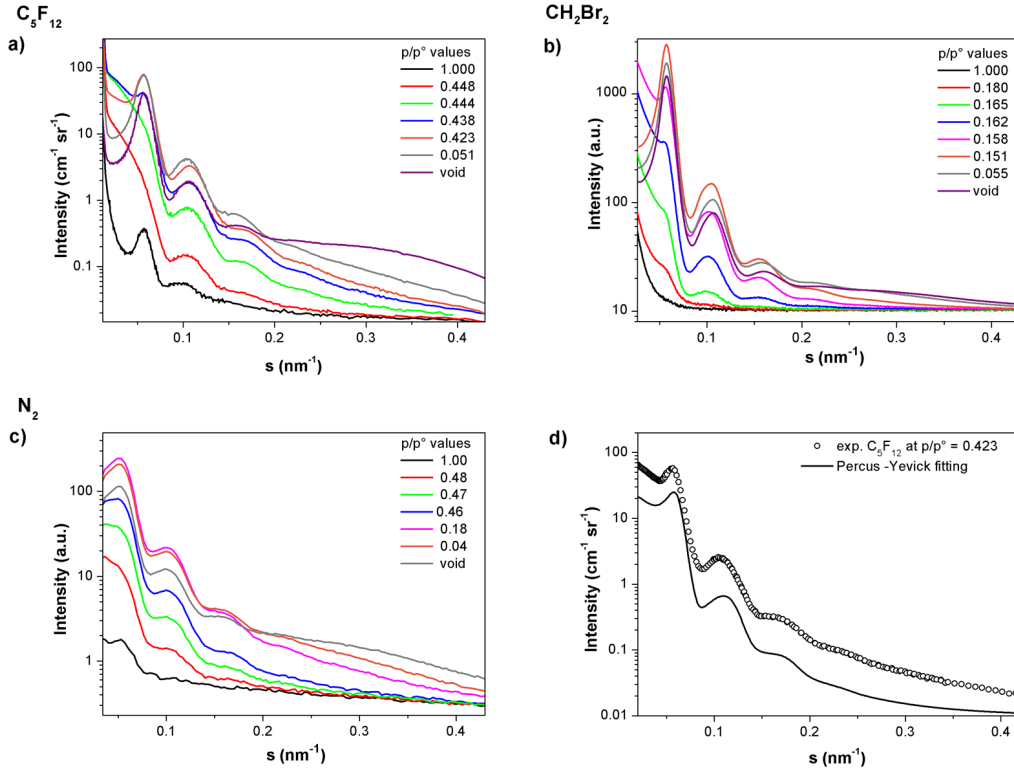 C₅F₁₂
a)
p/p° values
1.000
0.448
0.444
0.438
0.423
0.051
void
100
10
1
0.1
Intensity (cm⁻¹ sr⁻¹)
0.1 0.2 0.3 0.4
s (nm⁻¹)
CH₂Br₂
b)
p/p° values
1.000
0.180
0.165
0.162
0.158
0.151
0.055
void
1000
100
10
Intensity (a.u.)
0.1 0.2 0.3 0.4
s (nm⁻¹)
N₂
c)
p/p° values
1.00
0.48
0.47
0.46
0.18
0.04
void
100
10
1
Intensity (a.u.)
0.1 0.2 0.3 0.4
s (nm⁻¹)
d)
exp. C₅F₁₂ at p/p° = 0.423
Percus -Yevick fitting
100
10
1
0.1
0.01
Intensity (cm⁻¹ sr⁻¹)
0.1 0.2 0.3 0.4
s (nm⁻¹)